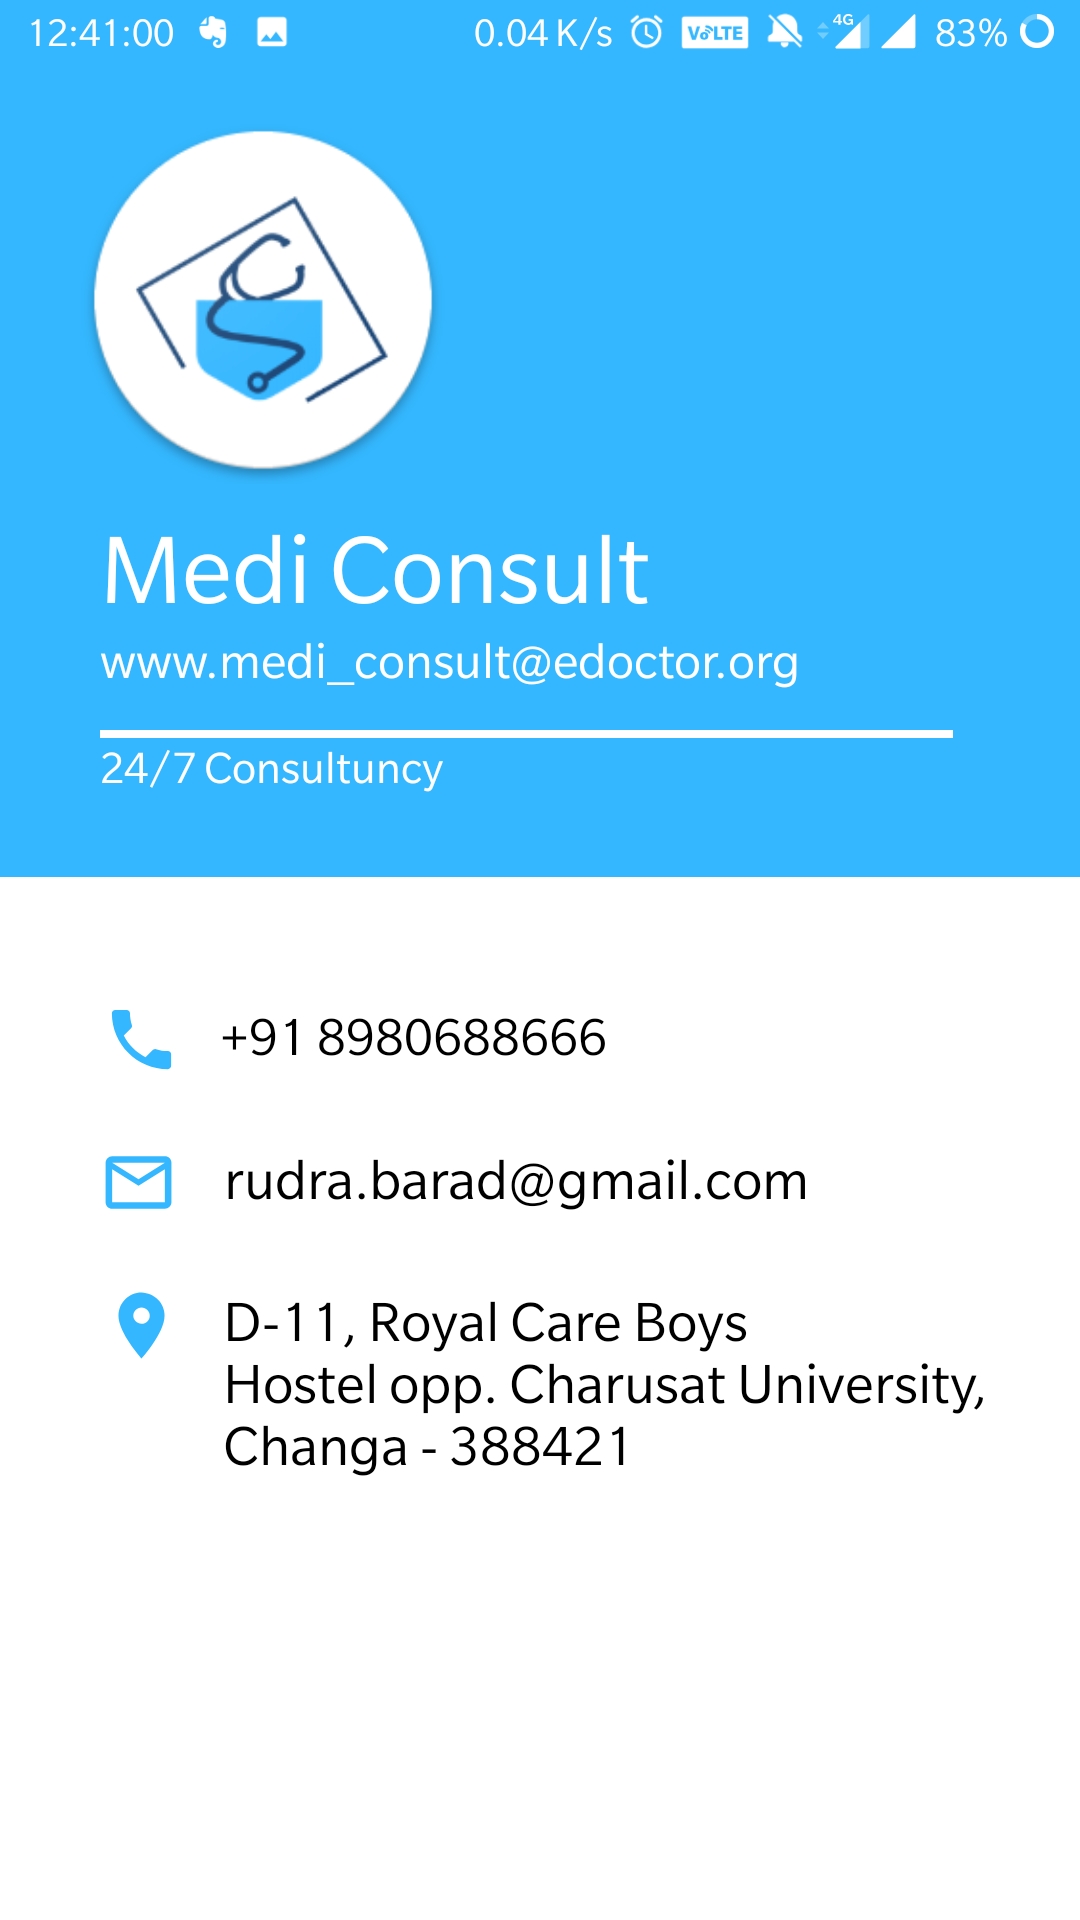 12:41:00 0.04 K/s VoLTE 4G 83%
Medi Consult
www.medi_consult@edoctor.org
24/7 Consultuncy
+91 8980688666
rudra.barad@gmail.com
D-11, Royal Care Boys
Hostel opp. Charusat University,
Changa - 388421